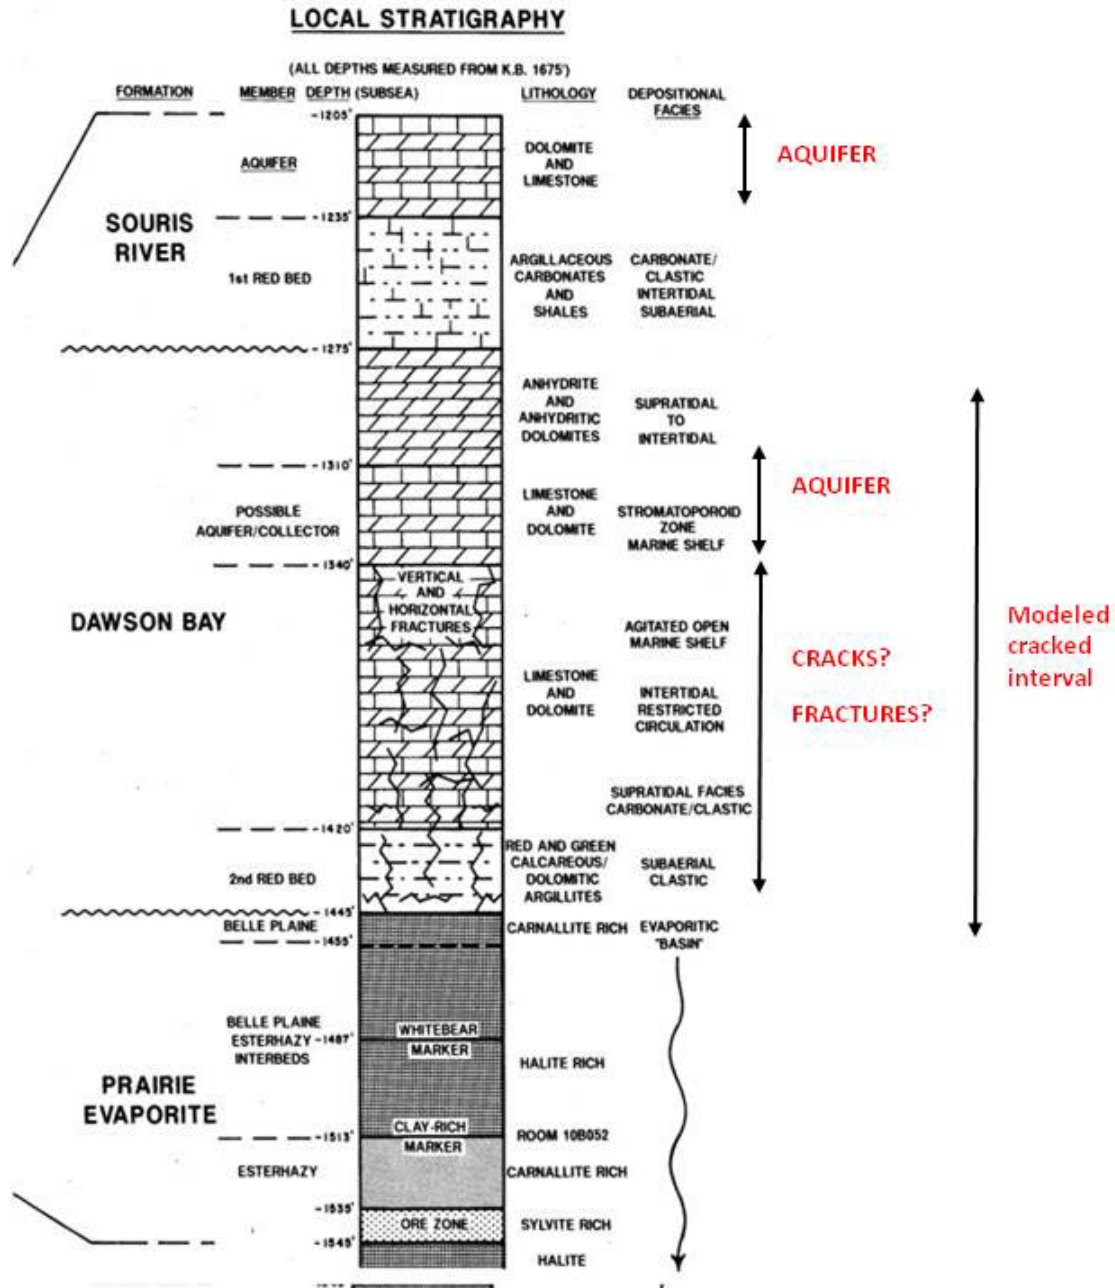 LOCAL STRATIGRAPHY
(ALL DEPTHS MEASURED FROM K.B. 1675')
FORMATION MEMBER DEPTH (SUBSEA) LITHOLOGY DEPOSITIONAL
FACIES
-1205'
AQUIFER
DOLOMITE
AND
LIMESTONE
AQUIFER
-1235'
SOURIS
RIVER
1st RED BED
ARGILLACEOUS
CARBONATES
AND
SHALES
CARBONATE/
CLASTIC
INTERTIDAL
SUBAERIAL
-1275'
ANHYDRITE
AND
ANHYDRITIC
DOLOMITES
SUPRATIDAL
TO
INTERTIDAL
-1310'
POSSIBLE
AQUIFER/COLLECTOR
LIMESTONE
AND
DOLOMITE
STROMATOPOROID
ZONE
MARINE SHELF
AQUIFER
-1340'
DAWSON BAY
VERTICAL
AND
HORIZONTAL
FRACTURES
LIMESTONE
AND
DOLOMITE
AGITATED OPEN
MARINE SHELF
INTERTIDAL
RESTRICTED
CIRCULATION
SUPRATIDAL FACIES
CARBONATE/CLASTIC
CRACKS?
FRACTURES?
Modeled
cracked
interval
-1420'
2nd RED BED
RED AND GREEN
CALCAREOUS/
DOLOMITIC
ARGILLITES
SUBAERIAL
CLASTIC
-1445'
BELLE PLAINE
CARNALLITE RICH
EVAPORITIC
"BASIN"
-1455'
PRAIRIE
EVAPORITE
BELLE PLAINE
ESTERHAZY
INTERBEDS
-1487'
WHITEBEAR
MARKER
HALITE RICH
CLAY-RICH
MARKER
-1513'
ROOM 10B052
ESTERHAZY
CARNALLITE RICH
-1535'
ORE ZONE
SYLVITE RICH
-1545'
HALITE